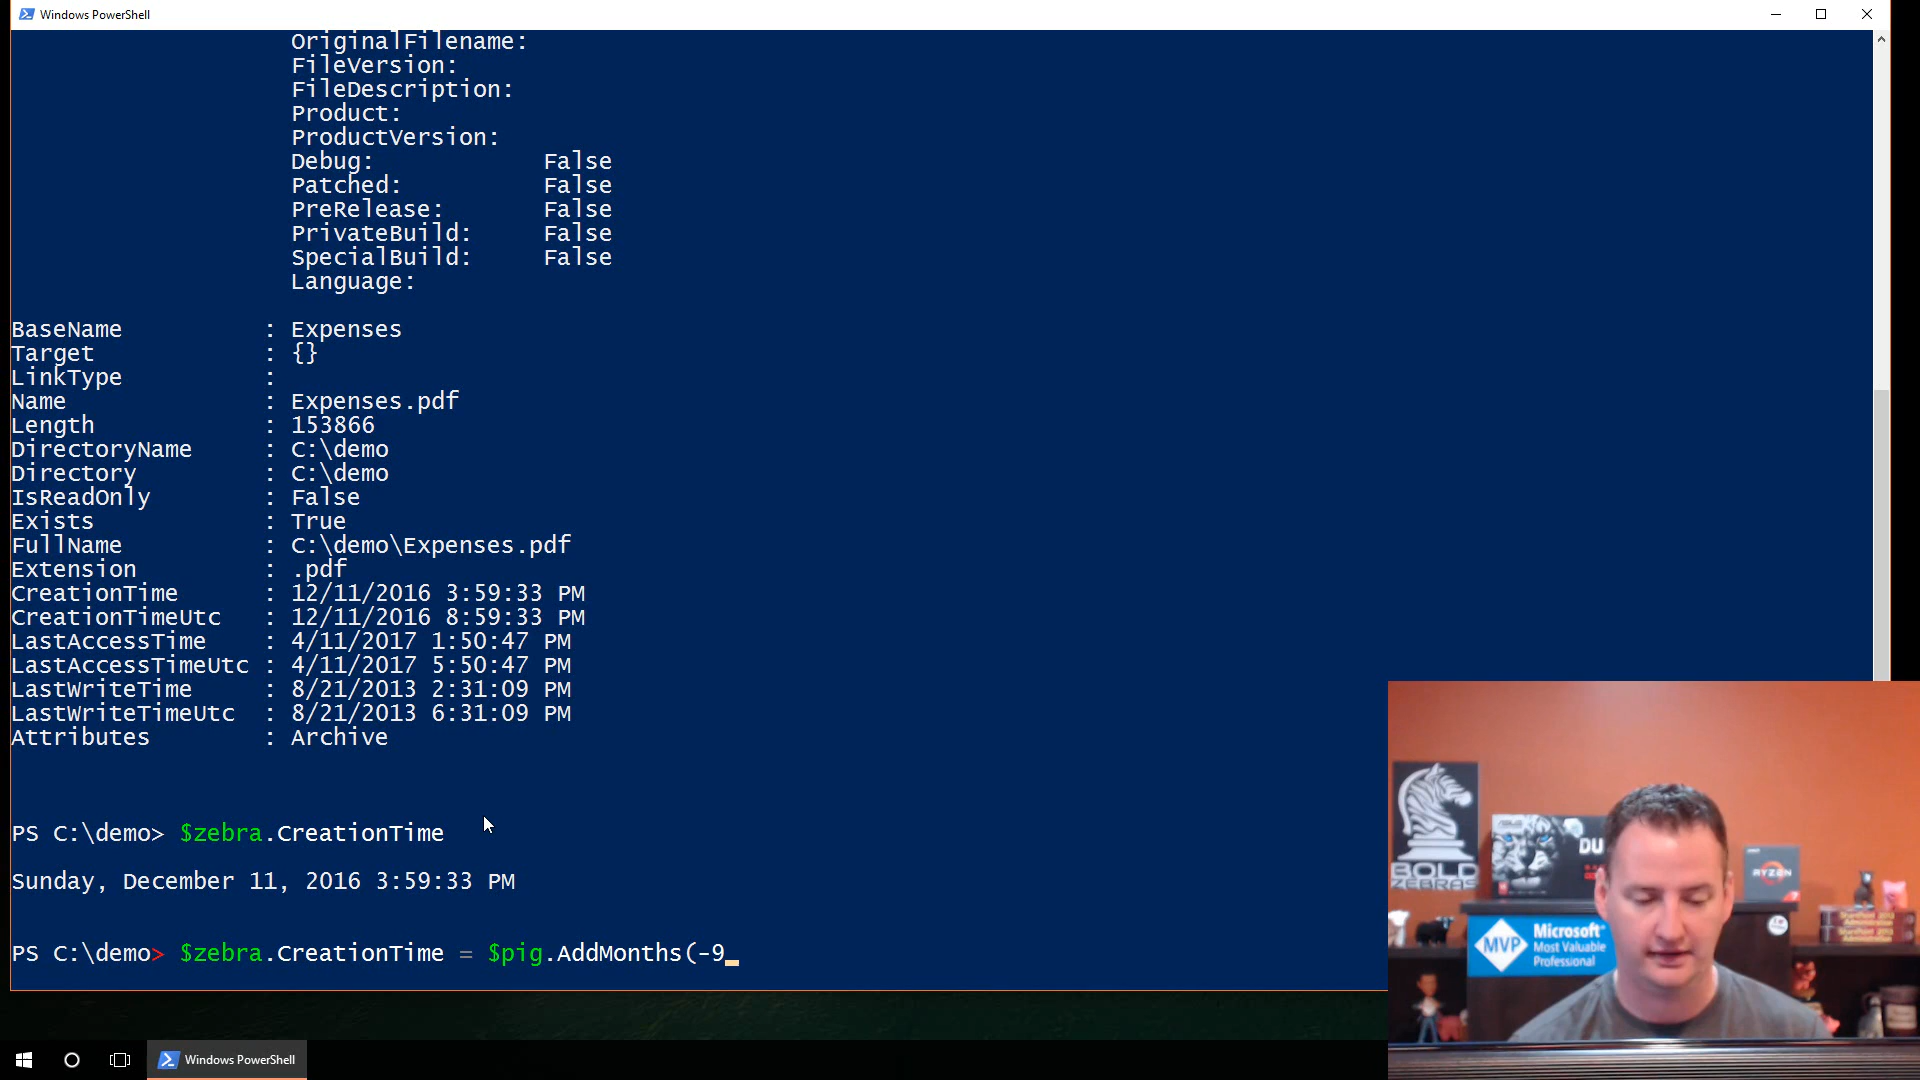 Windows PowerShell
OriginalFilename:
FileVersion:
FileDescription:
Product:
ProductVersion:
Debug: False
Patched: False
PreRelease: False
PrivateBuild: False
SpecialBuild: False
Language:
BaseName : Expenses
Target : {}
LinkType :
Name : Expenses.pdf
Length : 153866
DirectoryName : C:\demo
Directory : C:\demo
IsReadOnly : False
Exists : True
FullName : C:\demo\Expenses.pdf
Extension : .pdf
CreationTime : 12/11/2016 3:59:33 PM
CreationTimeUtc : 12/11/2016 8:59:33 PM
LastAccessTime : 4/11/2017 1:50:47 PM
LastAccessTimeUtc : 4/11/2017 5:50:47 PM
LastWriteTime : 8/21/2013 2:31:09 PM
LastWriteTimeUtc : 8/21/2013 6:31:09 PM
Attributes : Archive
PS C:\demo> $zebra.CreationTime
Sunday, December 11, 2016 3:59:33 PM
PS C:\demo> $zebra.CreationTime = $pig.AddMonths(-9
BOLD
ZEBRAS
DU
RYZEN
MVP
Microsoft
Most Valuable
Professional
Windows PowerShell